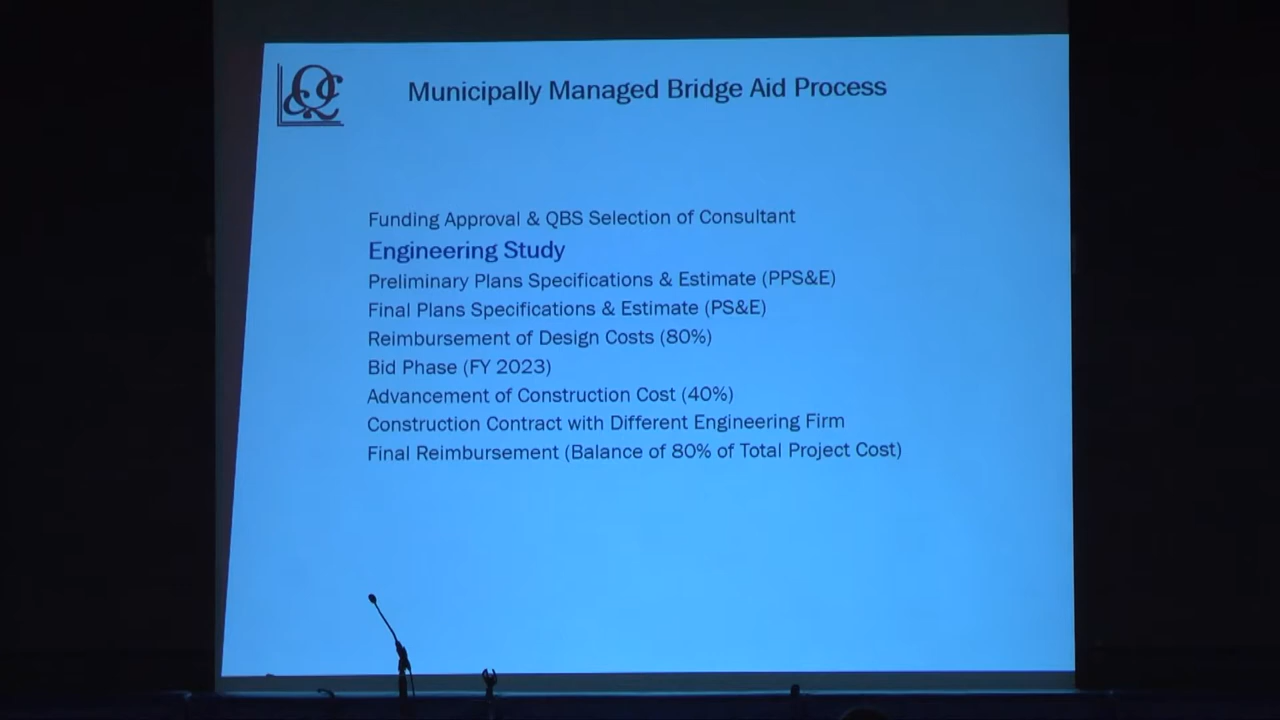 Municipally Managed Bridge Aid Process
Funding Approval & QBS Selection of Consultant
Engineering Study
Preliminary Plans Specifications & Estimate (PPS&E)
Final Plans Specifications & Estimate (PS&E)
Reimbursement of Design Costs (80%)
Bid Phase (FY 2023)
Advancement of Construction Cost (40%)
Construction Contract with Different Engineering Firm
Final Reimbursement (Balance of 80% of Total Project Cost)